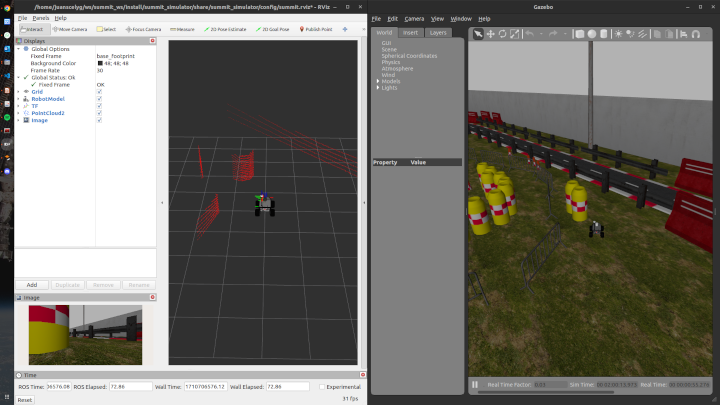 /home/juanscelyg/ws/summit_ws/install/summit_simulator/share/summit_simulator/config/summit.rviz* - RViz
File Panels Help
Interact Move Camera Select Focus Camera Measure 2D Pose Estimate 2D Goal Pose Publish Point
Displays
Global Options
Fixed Frame base_footprint
Background Color 48; 48; 48
Frame Rate 30
Global Status: Ok
Fixed Frame OK
Grid
RobotModel
TF
PointCloud2
Image
Add Duplicate Remove Rename
Image
Time
ROS Time: 36576.08 ROS Elapsed: 72.86 Wall Time: 1710706576.12 Wall Elapsed: 72.86 Experimental
Reset 31 fps
Gazebo
File Edit Camera View Window Help
World Insert Layers
GUI
Scene
Spherical Coordinates
Physics
Atmosphere
Wind
Models
Lights
Property Value
Real Time Factor: 0.03 Sim Time: Real Time: